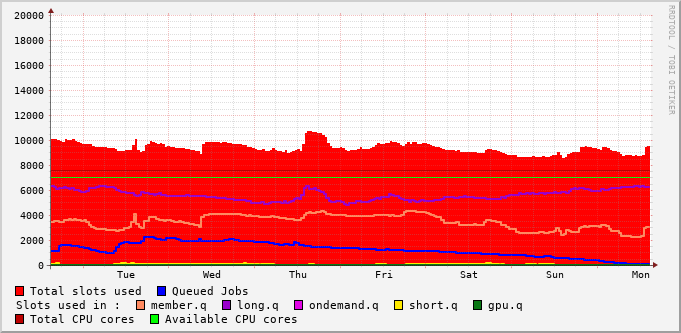 20000
18000
16000
14000
12000
10000
8000
6000
4000
2000
0
Tue Wed Thu Fri Sat Sun Mon
Total slots used Queued Jobs
Slots used in : member.q long.q ondemand.q short.q gpu.q
Total CPU cores Available CPU cores
RRDTOOL / TOBI OETIKER